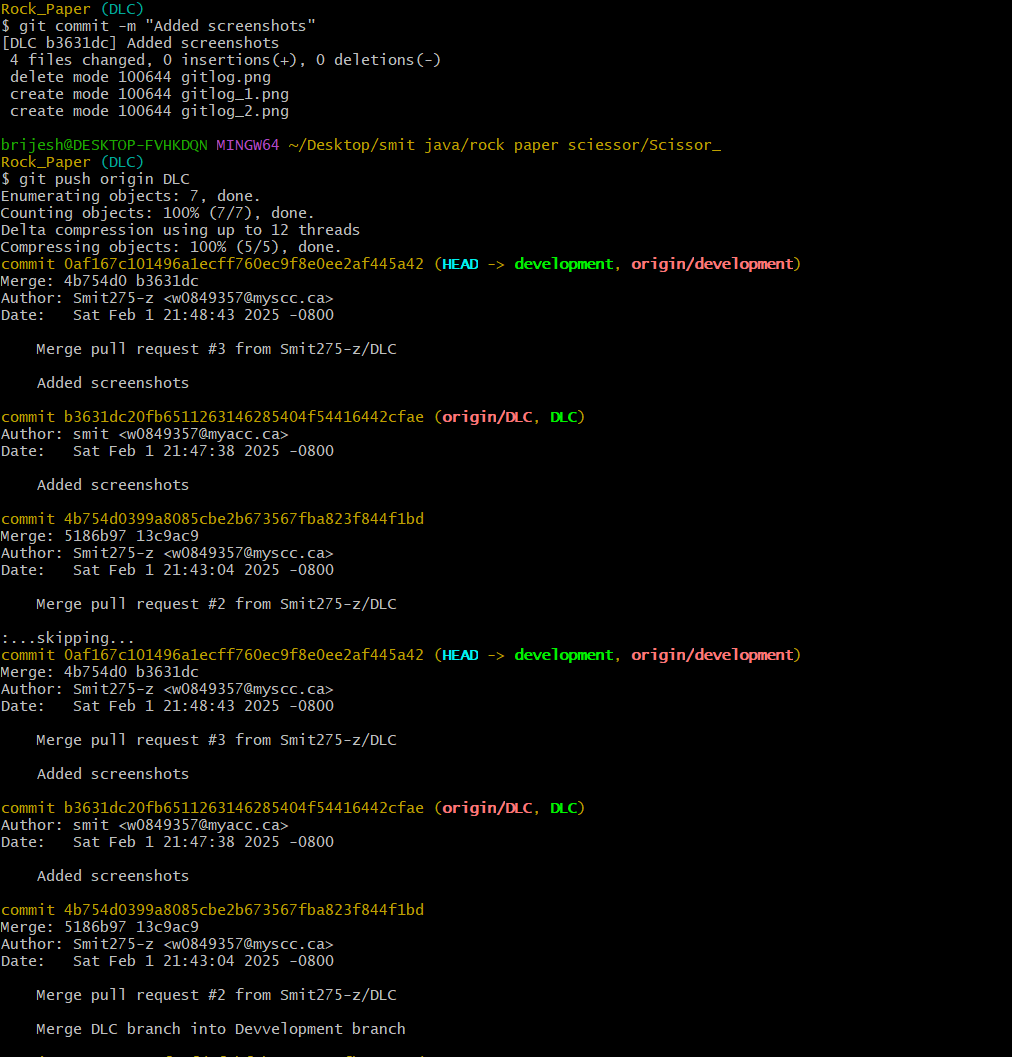 Rock_Paper (DLC)
$ git commit -m "Added screenshots"
[DLC b3631dc] Added screenshots
 4 files changed, 0 insertions(+), 0 deletions(-)
 delete mode 100644 gitlog.png
 create mode 100644 gitlog_1.png
 create mode 100644 gitlog_2.png

brijesh@DESKTOP-FVHKDQN MINGW64 ~/Desktop/smit java/rock paper sciessor/Scissor_
Rock_Paper (DLC)
$ git push origin DLC
Enumerating objects: 7, done.
Counting objects: 100% (7/7), done.
Delta compression using up to 12 threads
Compressing objects: 100% (5/5), done.
commit 0af167c101496a1ecff760ec9f8e0ee2af445a42 (HEAD -> development, origin/development)
Merge: 4b754d0 b3631dc
Author: Smit275-z <w0849357@myscc.ca>
Date:   Sat Feb 1 21:48:43 2025 -0800

    Merge pull request #3 from Smit275-z/DLC

    Added screenshots

commit b3631dc20fb6511263146285404f54416442cfae (origin/DLC, DLC)
Author: smit <w0849357@myacc.ca>
Date:   Sat Feb 1 21:47:38 2025 -0800

    Added screenshots

commit 4b754d0399a8085cbe2b673567fba823f844f1bd
Merge: 5186b97 13c9ac9
Author: Smit275-z <w0849357@myscc.ca>
Date:   Sat Feb 1 21:43:04 2025 -0800

    Merge pull request #2 from Smit275-z/DLC

:...skipping...
commit 0af167c101496a1ecff760ec9f8e0ee2af445a42 (HEAD -> development, origin/development)
Merge: 4b754d0 b3631dc
Author: Smit275-z <w0849357@myscc.ca>
Date:   Sat Feb 1 21:48:43 2025 -0800

    Merge pull request #3 from Smit275-z/DLC

    Added screenshots

commit b3631dc20fb6511263146285404f54416442cfae (origin/DLC, DLC)
Author: smit <w0849357@myacc.ca>
Date:   Sat Feb 1 21:47:38 2025 -0800

    Added screenshots

commit 4b754d0399a8085cbe2b673567fba823f844f1bd
Merge: 5186b97 13c9ac9
Author: Smit275-z <w0849357@myscc.ca>
Date:   Sat Feb 1 21:43:04 2025 -0800

    Merge pull request #2 from Smit275-z/DLC

    Merge DLC branch into Devvelopment branch